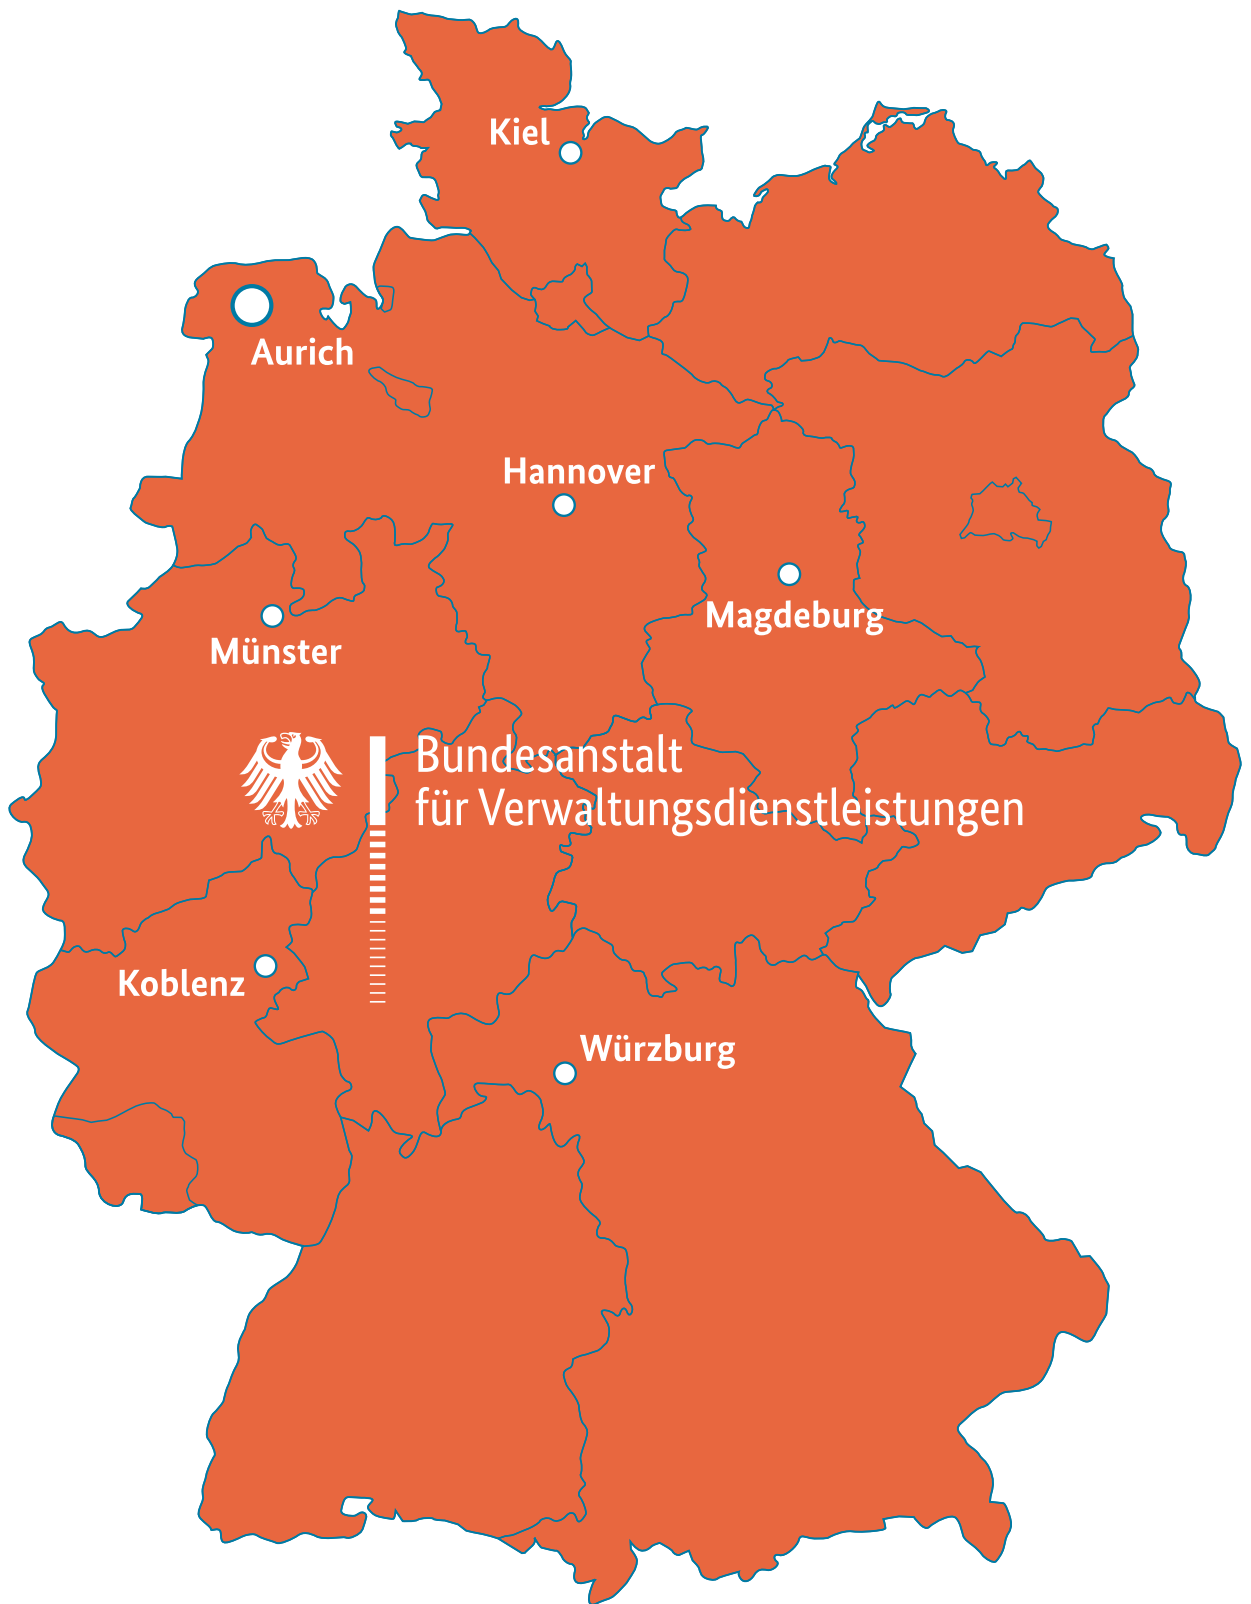 Kiel
Aurich
Hannover
Magdeburg
Münster
Bundesanstalt
für Verwaltungsdienstleistungen
Koblenz
Würzburg